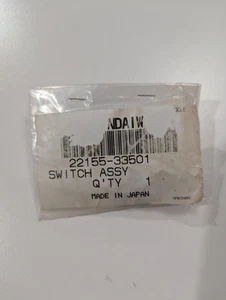 NDAIW
22155-33501
SWITCH ASSY
Q'TY 1
MADE IN JAPAN